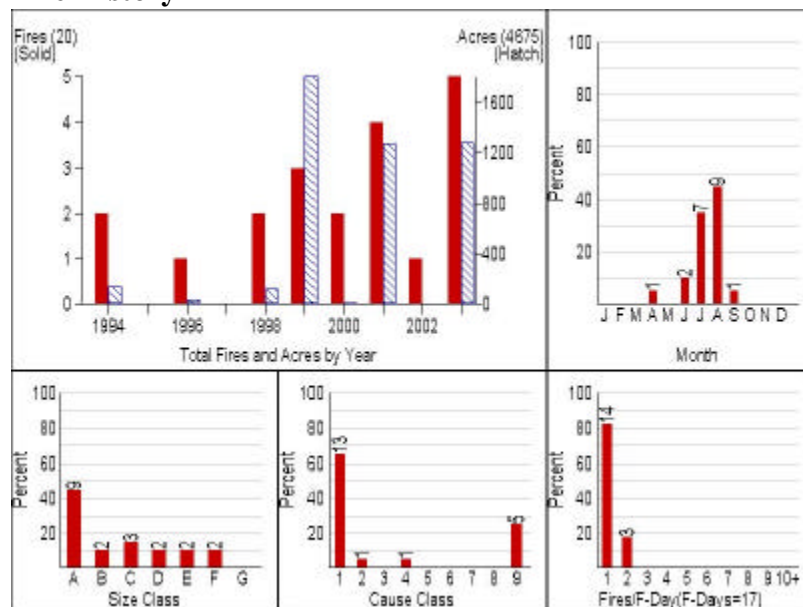 Fires (20)
(Solid)
Acres (4675)
(Hatch)
5
4
3
2
1
0
1600
1200
800
400
0
1994 1996 1998 2000 2002
Total Fires and Acres by Year
100
80
60
40
20
Percent
1 2 7 9 1
J F M A M J J A S O N D
Month
100
80
60
40
20
Percent
9 2 3 2 2 2
A B C D E F G
Size Class
100
80
60
40
20
Percent
13 1 1 5
1 2 3 4 5 6 7 8 9
Cause Class
100
80
60
40
20
Percent
14 3
1 2 3 4 5 6 7 8 9 10+
Fires/F-Day(F-Days=17)